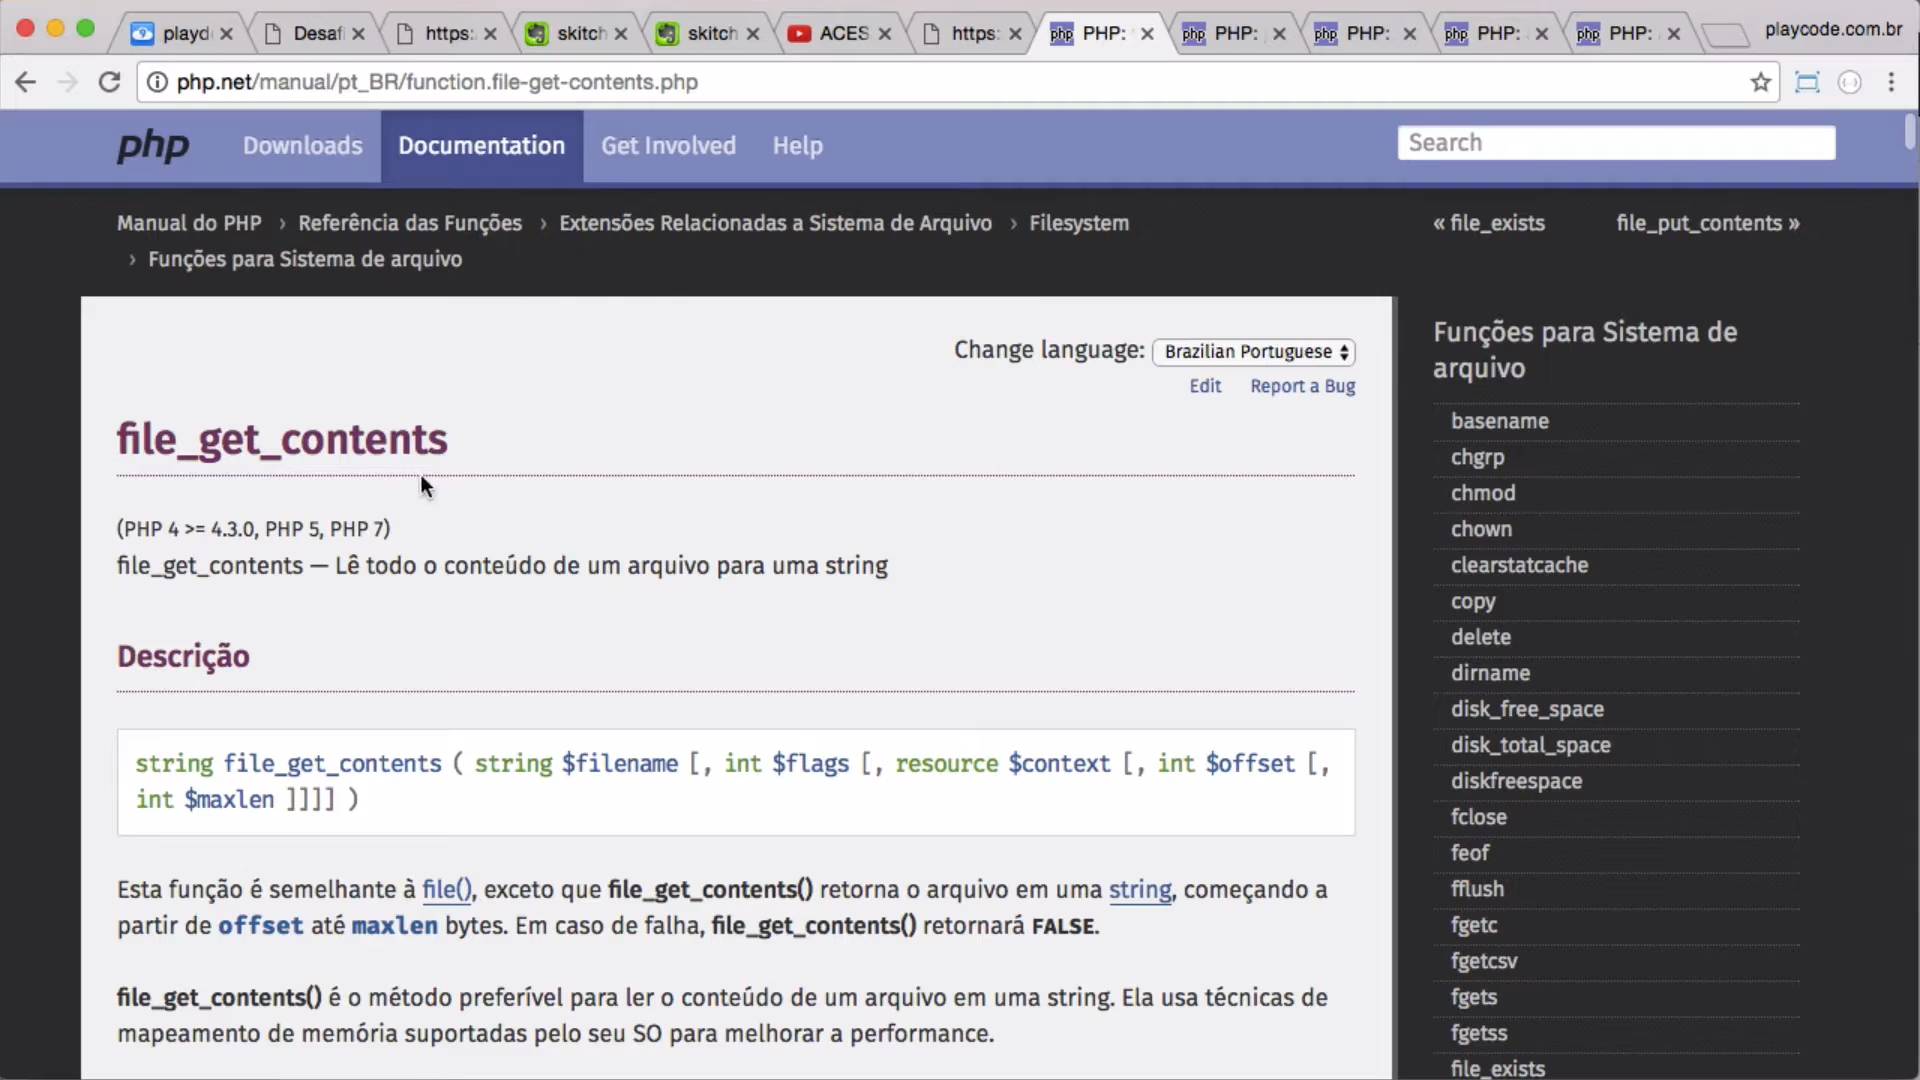 playd
Desafi
https:
skitch
skitch
ACES
https:
PHP:
PHP:
PHP:
PHP:
PHP:
playcode.com.br
php.net/manual/pt_BR/function.file-get-contents.php
php Downloads Documentation Get Involved Help
Search
Manual do PHP › Referência das Funções › Extensões Relacionadas a Sistema de Arquivo › Filesystem
› Funções para Sistema de arquivo
« file_exists file_put_contents »
Change language: Brazilian Portuguese
Edit Report a Bug
file_get_contents
(PHP 4 >= 4.3.0, PHP 5, PHP 7)
file_get_contents — Lê todo o conteúdo de um arquivo para uma string
Descrição
string file_get_contents ( string $filename [, int $flags [, resource $context [, int $offset [,
int $maxlen ]]]] )
Esta função é semelhante à file(), exceto que file_get_contents() retorna o arquivo em uma string, começando a
partir de offset até maxlen bytes. Em caso de falha, file_get_contents() retornará FALSE.
file_get_contents() é o método preferível para ler o conteúdo de um arquivo em uma string. Ela usa técnicas de
mapeamento de memória suportadas pelo seu SO para melhorar a performance.
Funções para Sistema de
arquivo
basename
chgrp
chmod
chown
clearstatcache
copy
delete
dirname
disk_free_space
disk_total_space
diskfreespace
fclose
feof
fflush
fgetc
fgetcsv
fgets
fgetss
file_exists